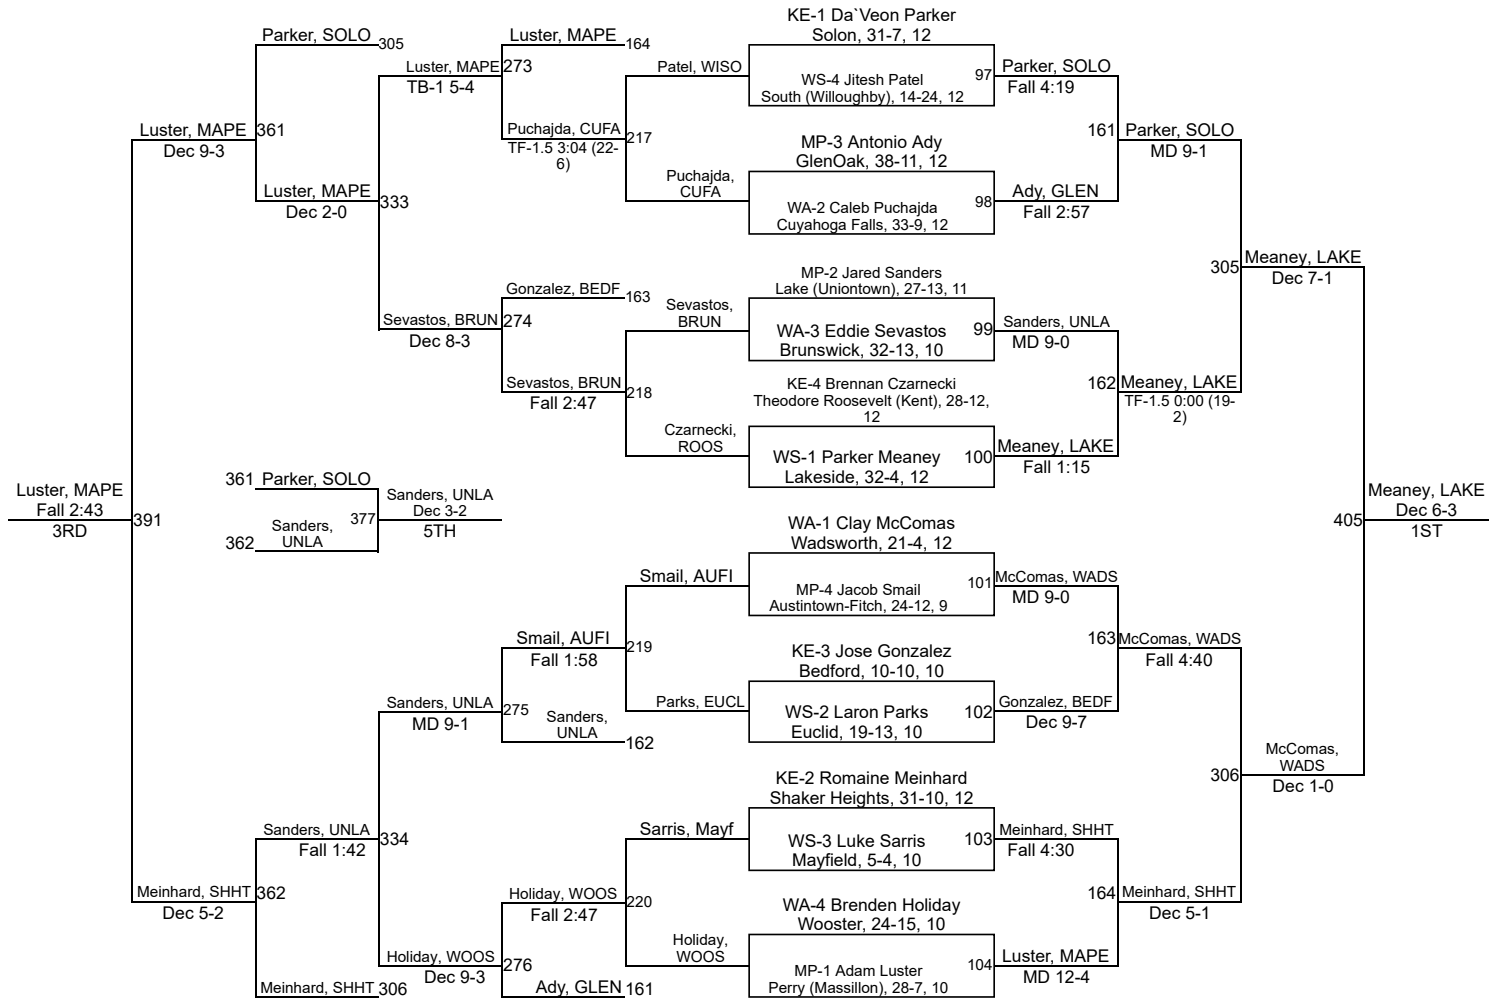 KE-1 Da`Veon Parker
Solon, 31-7, 12
Parker, SOLO
305
Luster, MAPE
164
Luster, MAPE
273
TB-1 5-4
Patel, WISO
WS-4 Jitesh Patel
South (Willoughby), 14-24, 12
97
Parker, SOLO
Fall 4:19
Luster, MAPE
361
Dec 9-3
Puchajda, CUFA
217
TF-1.5 3:04 (22-
6)
MP-3 Antonio Ady
GlenOak, 38-11, 12
161
Parker, SOLO
MD 9-1
Luster, MAPE
Dec 2-0
333
Puchajda,
CUFA
WA-2 Caleb Puchajda
Cuyahoga Falls, 33-9, 12
98
Ady, GLEN
Fall 2:57
305
Meaney, LAKE
Dec 7-1
Gonzalez, BEDF
163
MP-2 Jared Sanders
Lake (Uniontown), 27-13, 11
Sevastos, BRUN
274
Dec 8-3
Sevastos,
BRUN
WA-3 Eddie Sevastos
Brunswick, 32-13, 10
99
Sanders, UNLA
MD 9-0
Sevastos, BRUN
218
Fall 2:47
KE-4 Brennan Czarnecki
Theodore Roosevelt (Kent), 28-12,
12
162
Meaney, LAKE
TF-1.5 0:00 (19-
2)
Czarnecki,
ROOS
WS-1 Parker Meaney
Lakeside, 32-4, 12
100
Meaney, LAKE
Fall 1:15
361
Parker, SOLO
Luster, MAPE
Fall 2:43
3RD
391
362
Sanders,
UNLA
377
Sanders, UNLA
Dec 3-2
5TH
405
Meaney, LAKE
Dec 6-3
1ST
WA-1 Clay McComas
Wadsworth, 21-4, 12
Smail, AUFI
MP-4 Jacob Smail
Austintown-Fitch, 24-12, 9
101
McComas, WADS
MD 9-0
Smail, AUFI
219
Fall 1:58
KE-3 Jose Gonzalez
Bedford, 10-10, 10
163
McComas, WADS
Fall 4:40
Sanders, UNLA
275
MD 9-1
Sanders,
UNLA
162
Parks, EUCL
WS-2 Laron Parks
Euclid, 19-13, 10
102
Gonzalez, BEDF
Dec 9-7
306
McComas,
WADS
Dec 1-0
KE-2 Romaine Meinhard
Shaker Heights, 31-10, 12
Sanders, UNLA
334
Fall 1:42
Sarris, Mayf
WS-3 Luke Sarris
Mayfield, 5-4, 10
103
Meinhard, SHHT
Fall 4:30
Meinhard, SHHT
362
Dec 5-2
Holiday, WOOS
220
Fall 2:47
WA-4 Brenden Holiday
Wooster, 24-15, 10
164
Meinhard, SHHT
Dec 5-1
Holiday, WOOS
276
Dec 9-3
Holiday,
WOOS
MP-1 Adam Luster
Perry (Massillon), 28-7, 10
104
Luster, MAPE
MD 12-4
Meinhard, SHHT
306
Ady, GLEN
161